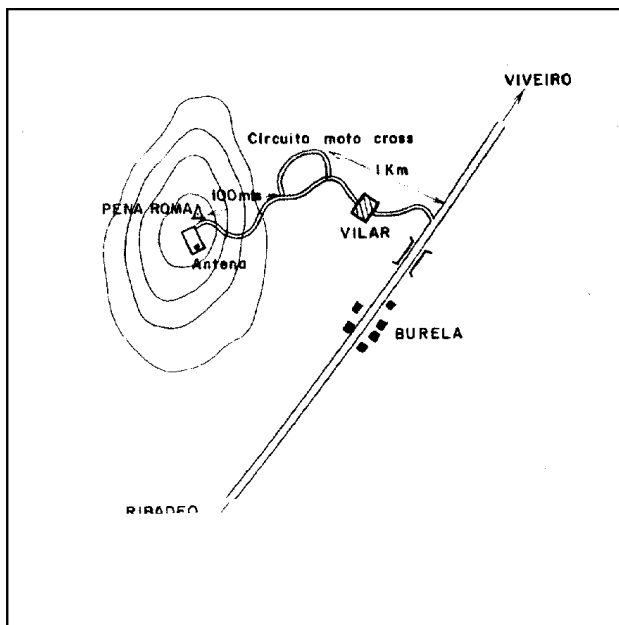 VIVEIRO
Circuito moto cross
1 Km
100 mts
PENA ROMA
VILAR
Antena
BURELA
RIBADEO